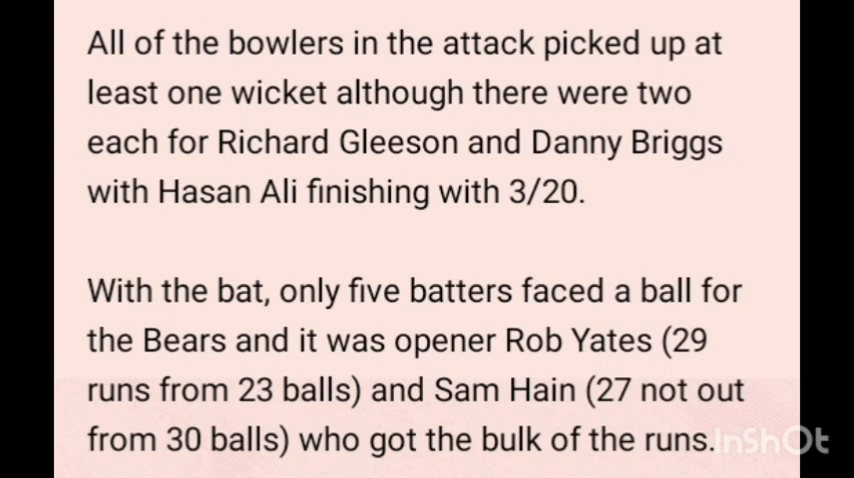 All of the bowlers in the attack picked up at
least one wicket although there were two
each for Richard Gleeson and Danny Briggs
with Hasan Ali finishing with 3/20.
With the bat, only five batters faced a ball for
the Bears and it was opener Rob Yates (29
runs from 23 balls) and Sam Hain (27 not out
from 30 balls) who got the bulk of the runs.
InShOt